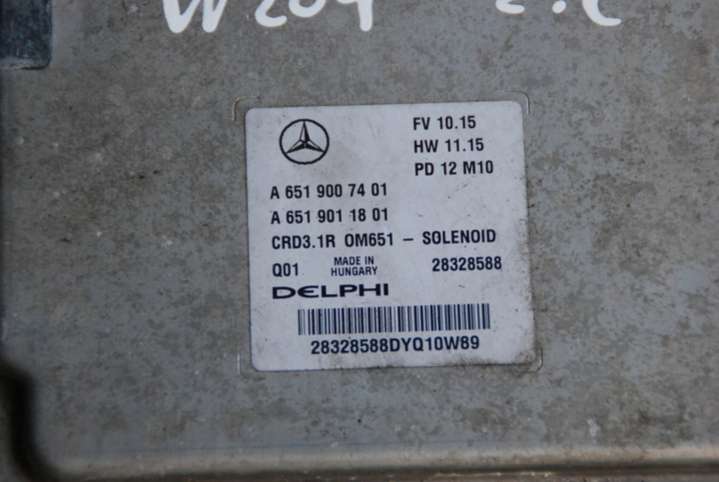 W204
FV 10.15
HW 11.15
PD 12 M10
A 651 900 74 01
A 651 901 18 01
CRD3.1R OM651 – SOLENOID
Q01 MADE IN HUNGARY 28328588
DELPHI
28328588DYQ10W89